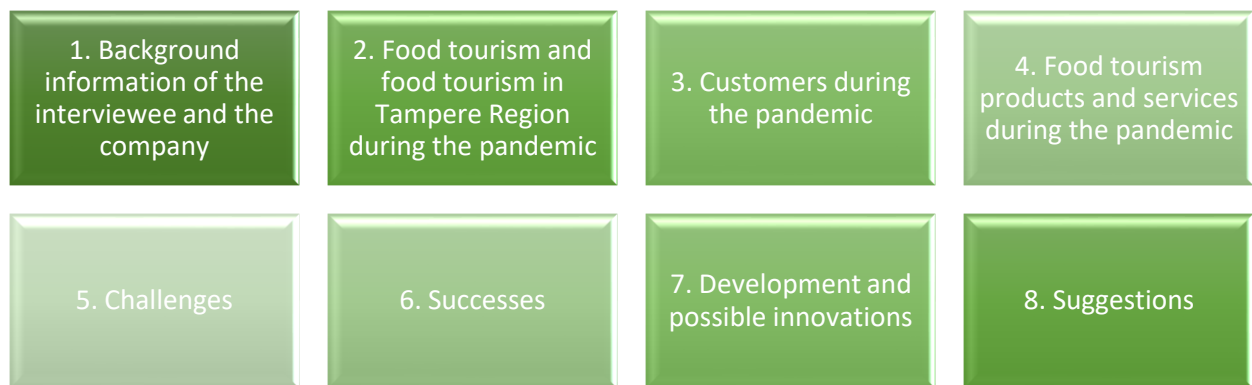 1. Background
information of the
interviewee and the
company
2. Food tourism and
food tourism in
Tampere Region
during the pandemic
3. Customers during
the pandemic
4. Food tourism
products and services
during the pandemic
5. Challenges
6. Successes
7. Development and
possible innovations
8. Suggestions